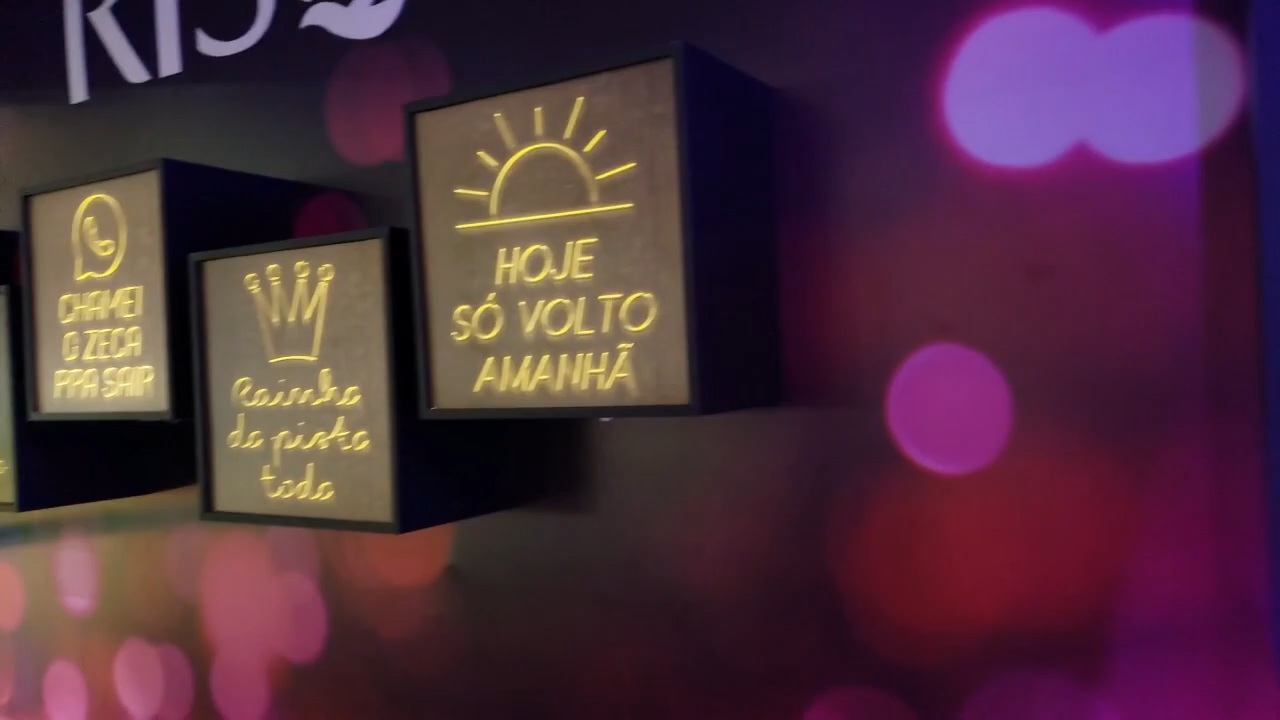 CHAMEI
O ZECA
PRA SAIR
Rainha
da pista
toda
HOJE
SÓ VOLTO
AMANHÃ